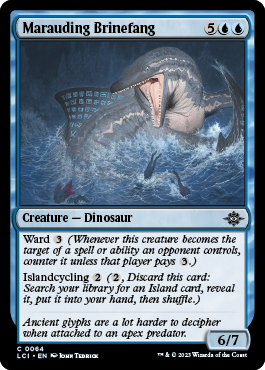 Marauding Brinefang 5
Creature — Dinosaur
Ward 3 (Whenever this creature becomes the
target of a spell or ability an opponent controls,
counter it unless that player pays 3.)
Islandcycling 2 (2, Discard this card:
Search your library for an Island card, reveal
it, put it into your hand, then shuffle.)
Ancient glyphs are a lot harder to decipher
when attached to an apex predator.
6/7
C 0064
LCI • EN John Tedrick
™ & © 2023 Wizards of the Coast